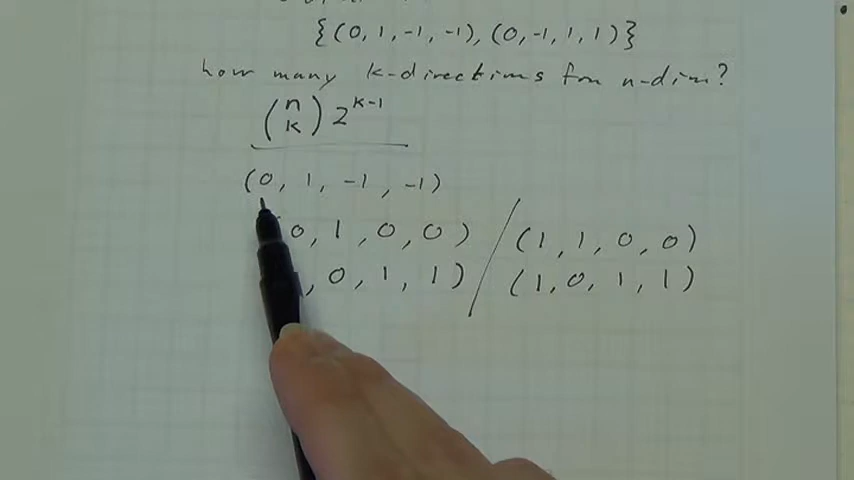 {(0, 1, -1, -1), (0, -1, 1, 1)}
how many k-directions from n-dim?
(n k) 2^{k-1}
(0, 1, -1, -1)
0, 1, 0, 0) / (1, 1, 0, 0)
, 0, 1, 1) (1, 0, 1, 1)